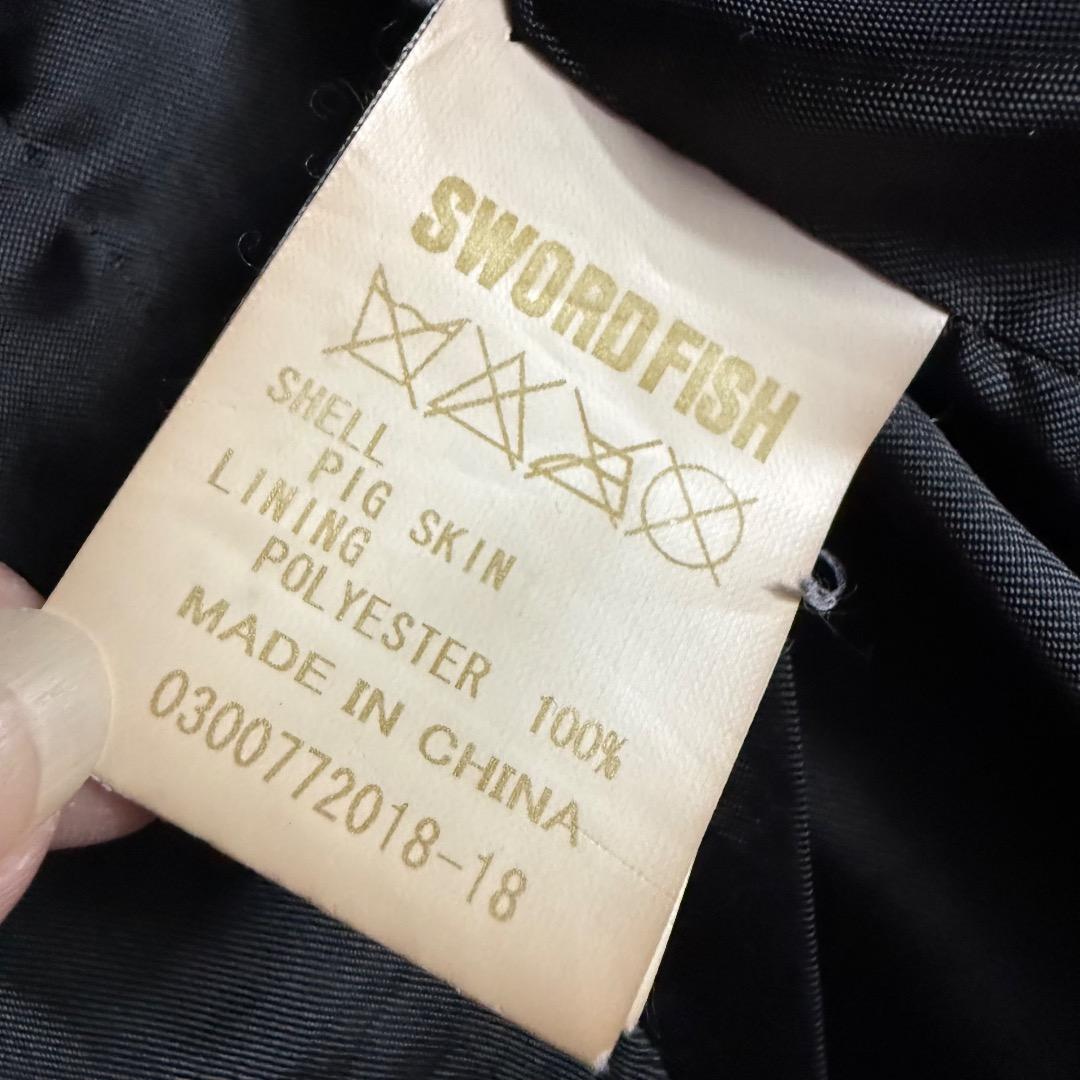 SWORDFISH
SHELL
PIG SKIN
LINING
POLYESTER 100%
MADE IN CHINA
0300772018-18